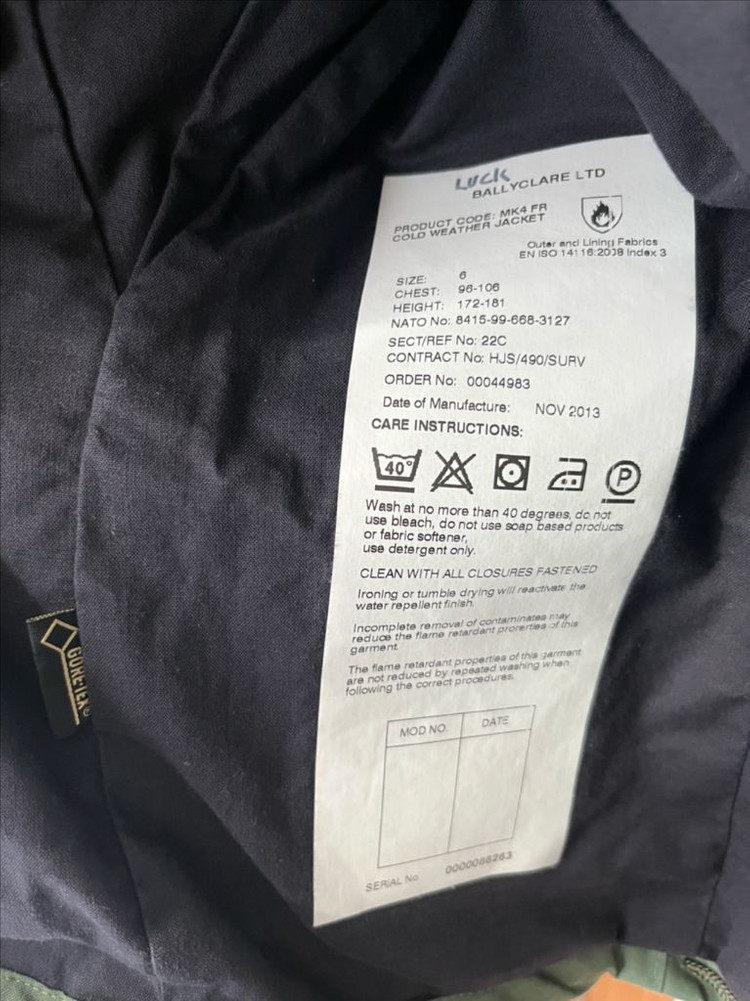 LUCK
BALLYCLARE LTD
PRODUCT CODE: MK4 FR
COLD WEATHER JACKET
Outer and Lining Fabrics
EN ISO 14116:2008 Index 3
SIZE: 6
CHEST: 96-106
HEIGHT: 172-181
NATO No: 8415-99-668-3127
SECT/REF No: 22C
CONTRACT No: HJS/490/SURV
ORDER No: 00044983
Date of Manufacture: NOV 2013
CARE INSTRUCTIONS:
40°
P
Wash at no more than 40 degrees, do not
use bleach, do not use soap based products
or fabric softener,
use detergent only.
CLEAN WITH ALL CLOSURES FASTENED
Ironing or tumble drying will reactivate the
water repellent finish.
Incomplete removal of contaminates may
reduce the flame retardant properties of this
garment.
The flame retardant properties of this garment
are not reduced by repeated washing when
following the correct procedures.
MOD NO. DATE
SERIAL No 0000086263
GORE-TEX®